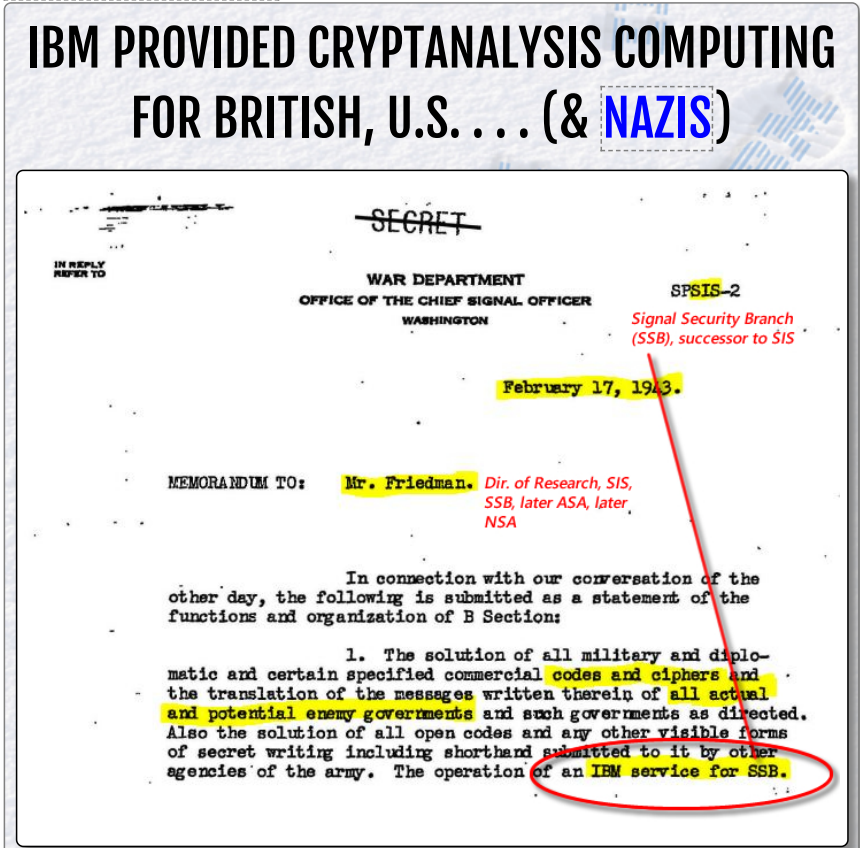 IBM PROVIDED CRYPTANALYSIS COMPUTING
FOR BRITISH, U.S. . . . (& NAZIS)
SECRET
IN REPLY
REFER TO
WAR DEPARTMENT
OFFICE OF THE CHIEF SIGNAL OFFICER
WASHINGTON
SPSIS-2
Signal Security Branch
(SSB), successor to SIS
February 17, 1943.
MEMORANDUM TO: Mr. Friedman.
Dir. of Research, SIS,
SSB, later ASA, later
NSA
In connection with our conversation of the
other day, the following is submitted as a statement of the
functions and organization of B Section:
1. The solution of all military and diplo-
matic and certain specified commercial codes and ciphers and
the translation of the messages written therein of all actual
and potential enemy governments and such governments as directed.
Also the solution of all open codes and any other visible forms
of secret writing including shorthand submitted to it by other
agencies of the army. The operation of an IBM service for SSB.